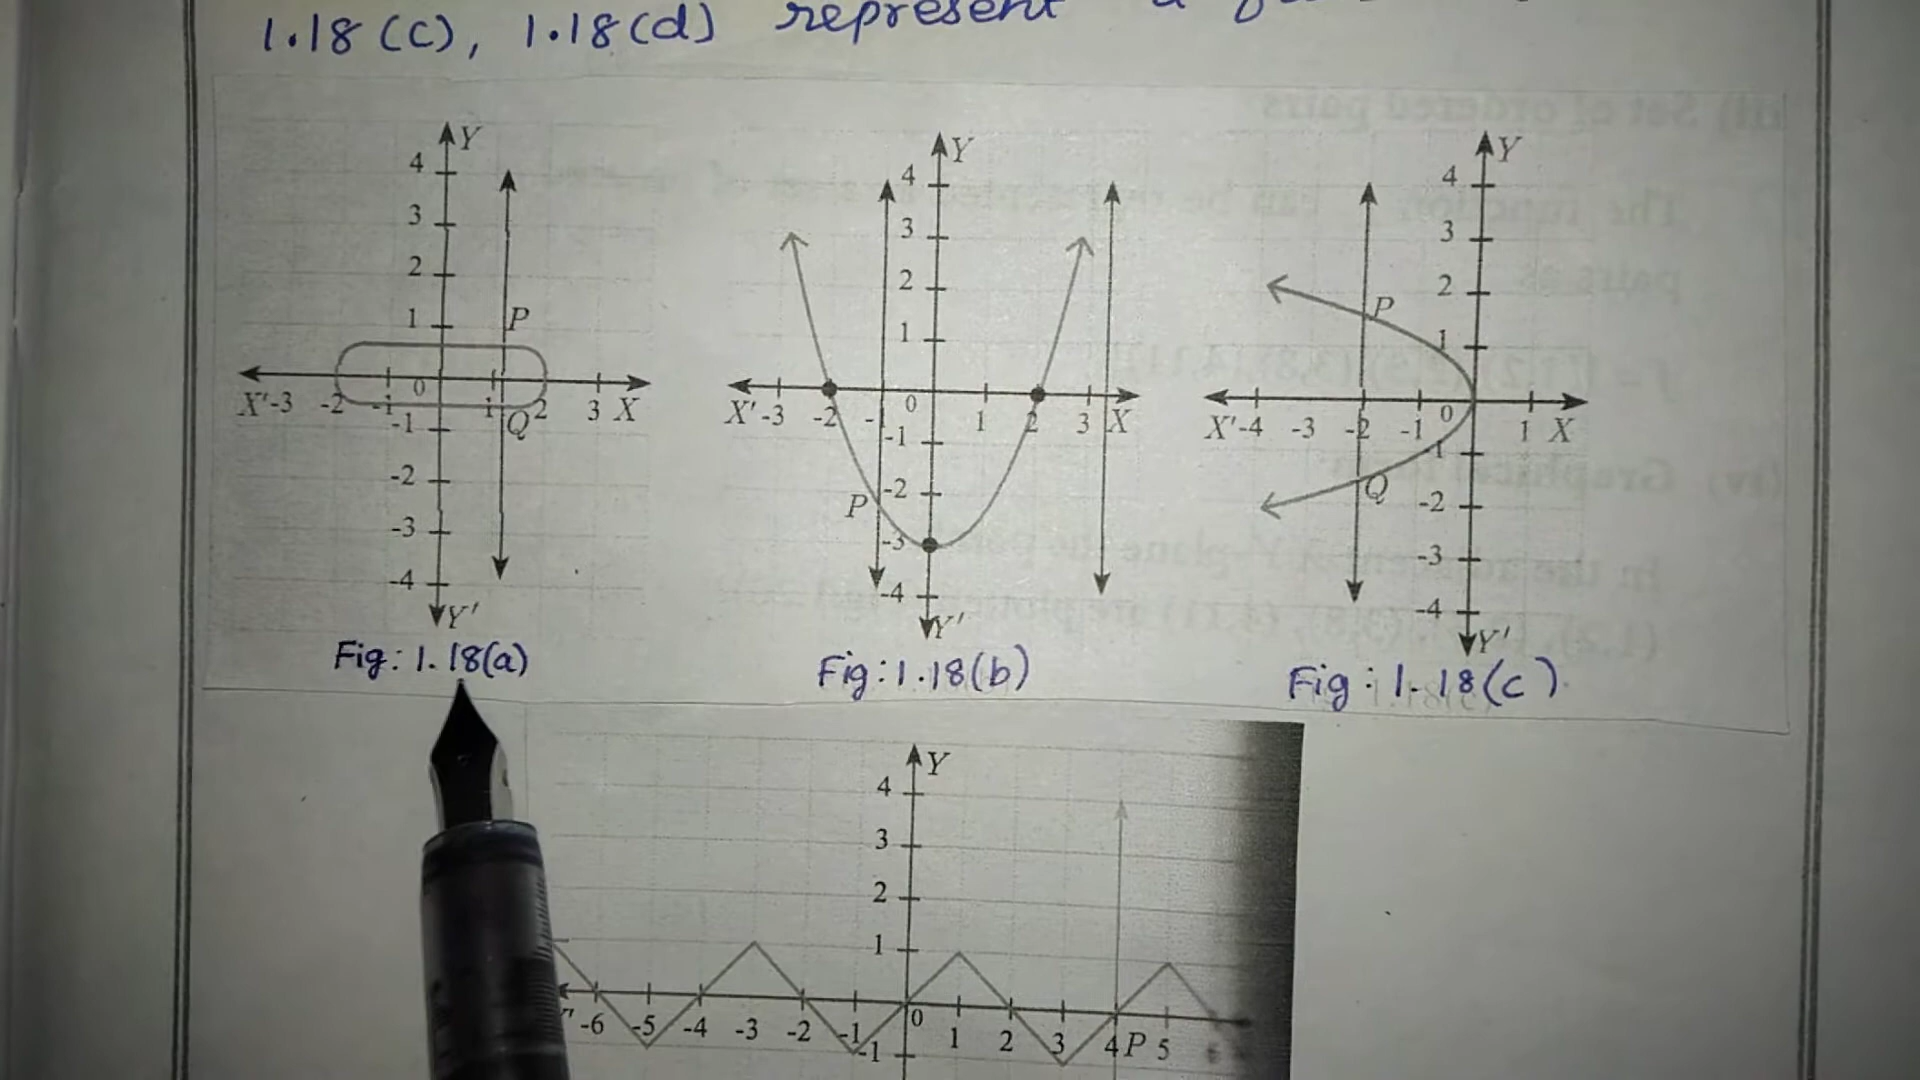 1.18 (c), 1.18 (d) represent a
Y
4
3
2
1
P
X' -3 -2 -1 0 1 2 3 X
Q
-1
-2
-3
-4
Y'
Fig: 1.18(a)
Y
4
3
2
1
X' -3 -2 -1 0 1 2 3 X
-1
P -2
-3
-4
Y'
Fig: 1.18(b)
Y
4
3
2
P
1
X' -4 -3 -2 -1 0 1 X
-1
Q
-2
-3
-4
Y'
Fig: 1.18(c)
Y
4
3
2
1
-6 -5 -4 -3 -2 -1 0 1 2 3 4 P 5
-1